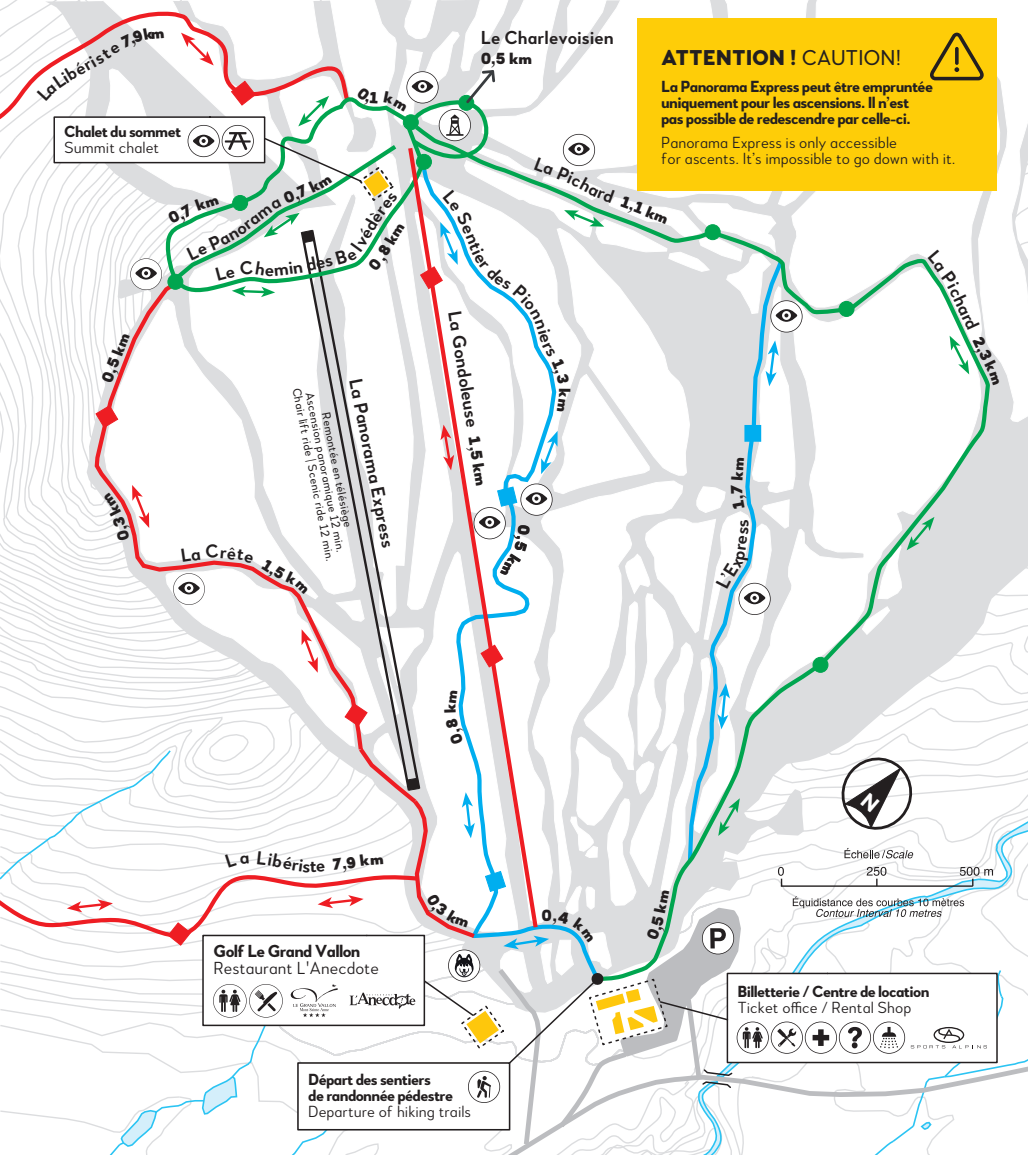 La Libériste 7,9 km
Le Charlevoisien
0,5 km
0,1 km
ATTENTION ! CAUTION!
La Panorama Express peut être empruntée
uniquement pour les ascensions. Il n'est
pas possible de redescendre par celle-ci.
Panorama Express is only accessible
for ascents. It's impossible to go down with it.
Chalet du sommet
Summit chalet
La Pichard 1,1 km
0,7 km
Le Panorama 0,7 km
Le Chemin des Belvédères
0,8 km
Le Sentier des Pionniers 1,3 km
La Pichard 2,3 km
0,5 km
La Gondoleuse 1,5 km
La Panorama Express
Remontée en télésiège
Ascension panoramique 12 min.
Chair lift ride | Scenic ride 12 min.
0,3 km
La Crête 1,5 km
0,5 km
L'Express 1,7 km
0,8 km
N
Échelle/Scale
0 250 500 m
Équidistance des courbes 10 mètres
Contour Interval 10 metres
La Libériste 7,9 km
0,3 km
0,4 km
0,5 km
P
Golf Le Grand Vallon
Restaurant L'Anecdote
LE GRAND VALLON
Mont Sainte-Anne
L'Anecdote
Billetterie / Centre de location
Ticket office / Rental Shop
?
SPORTS ALPINS
Départ des sentiers
de randonnée pédestre
Departure of hiking trails